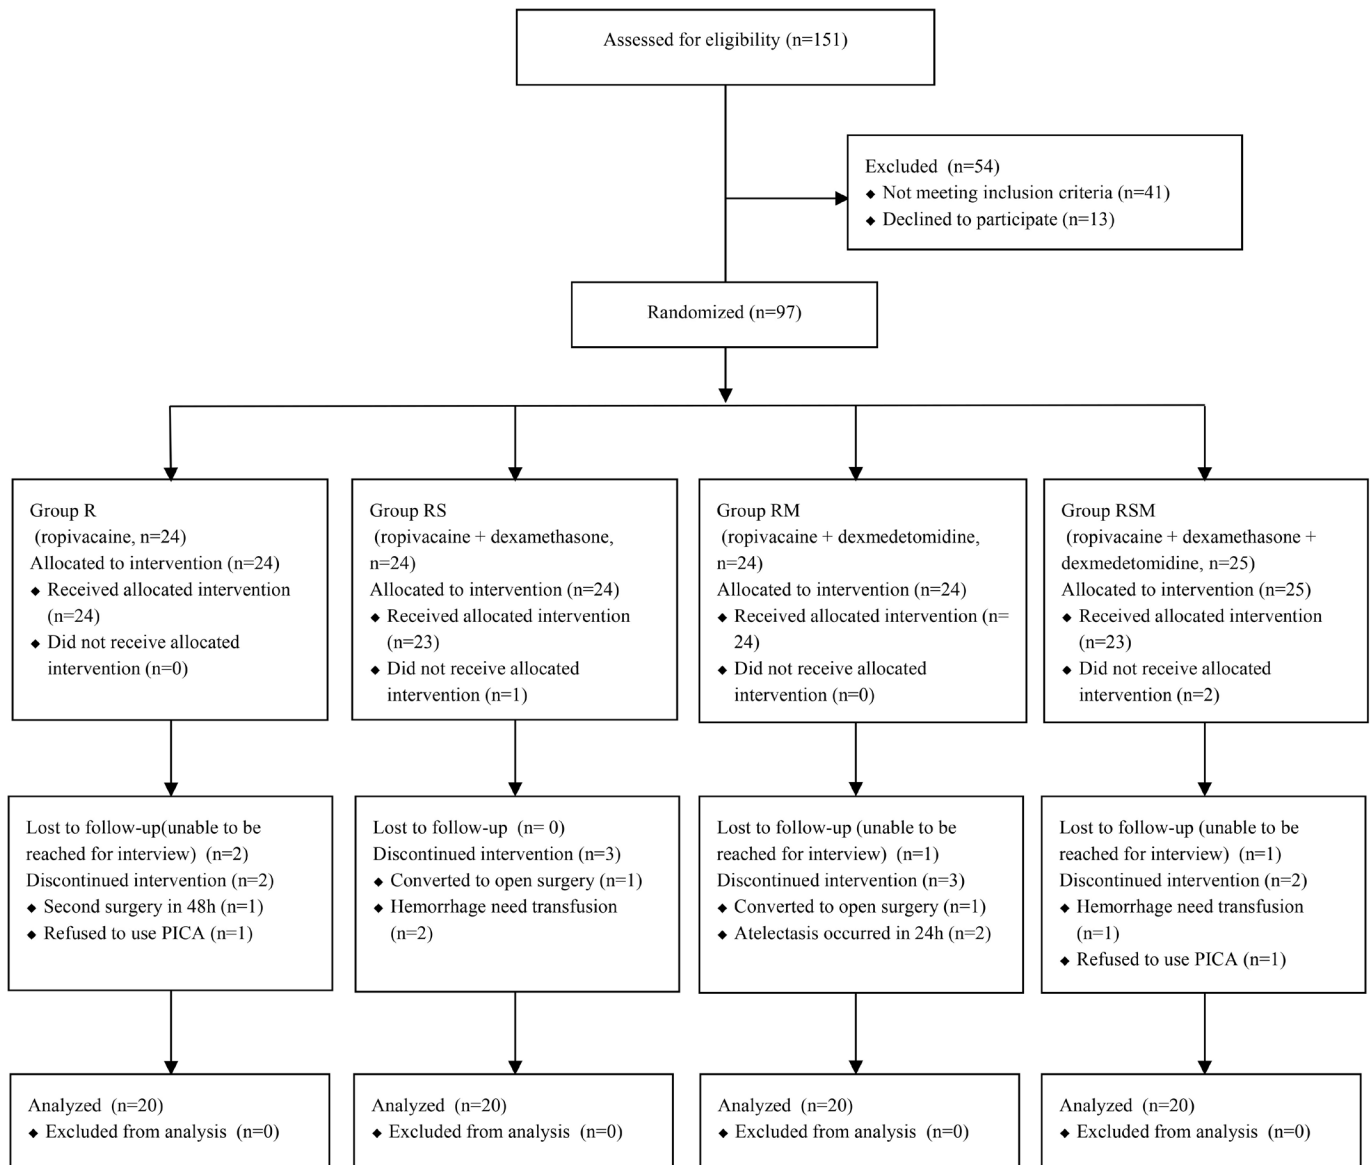 Assessed for eligibility (n=151)
Excluded  (n=54)
◆ Not meeting inclusion criteria (n=41)
◆ Declined to participate (n=13)
Randomized (n=97)
Group R
(ropivacaine, n=24)
Allocated to intervention (n=24)
◆ Received allocated intervention
(n=24)
◆ Did not receive allocated
intervention (n=0)
Group RS
(ropivacaine + dexamethasone,
n=24)
Allocated to intervention (n=24)
◆ Received allocated intervention
(n=23)
◆ Did not receive allocated
intervention (n=1)
Group RM
(ropivacaine + dexmedetomidine,
n=24)
Allocated to intervention (n=24)
◆ Received allocated intervention (n=
24)
◆ Did not receive allocated
intervention (n=0)
Group RSM
(ropivacaine + dexamethasone +
dexmedetomidine, n=25)
Allocated to intervention (n=25)
◆ Received allocated intervention
(n=23)
◆ Did not receive allocated
intervention (n=2)
Lost to follow-up(unable to be
reached for interview)  (n=2)
Discontinued intervention (n=2)
◆ Second surgery in 48h (n=1)
◆ Refused to use PICA (n=1)
Lost to follow-up  (n= 0)
Discontinued intervention (n=3)
◆ Converted to open surgery (n=1)
◆ Hemorrhage need transfusion
(n=2)
Lost to follow-up (unable to be
reached for interview)  (n=1)
Discontinued intervention (n=3)
◆ Converted to open surgery (n=1)
◆ Atelectasis occurred in 24h (n=2)
Lost to follow-up (unable to be
reached for interview)  (n=1)
Discontinued intervention (n=2)
◆ Hemorrhage need transfusion
(n=1)
◆ Refused to use PICA (n=1)
Analyzed  (n=20)
◆ Excluded from analysis  (n=0)
Analyzed  (n=20)
◆ Excluded from analysis  (n=0)
Analyzed  (n=20)
◆ Excluded from analysis  (n=0)
Analyzed  (n=20)
◆ Excluded from analysis  (n=0)